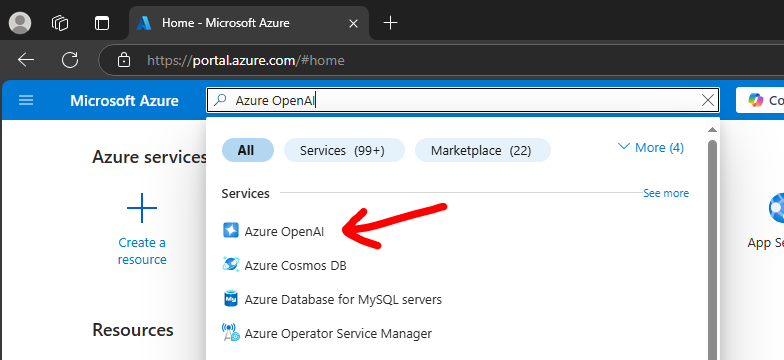 Home - Microsoft Azure
https://portal.azure.com/#home
Microsoft Azure
Azure OpenAI
Co
Azure services
All
Services (99+)
Marketplace (22)
More (4)
Services
See more
Create a
resource
Azure OpenAI
Azure Cosmos DB
Azure Database for MySQL servers
Azure Operator Service Manager
App Se
Resources